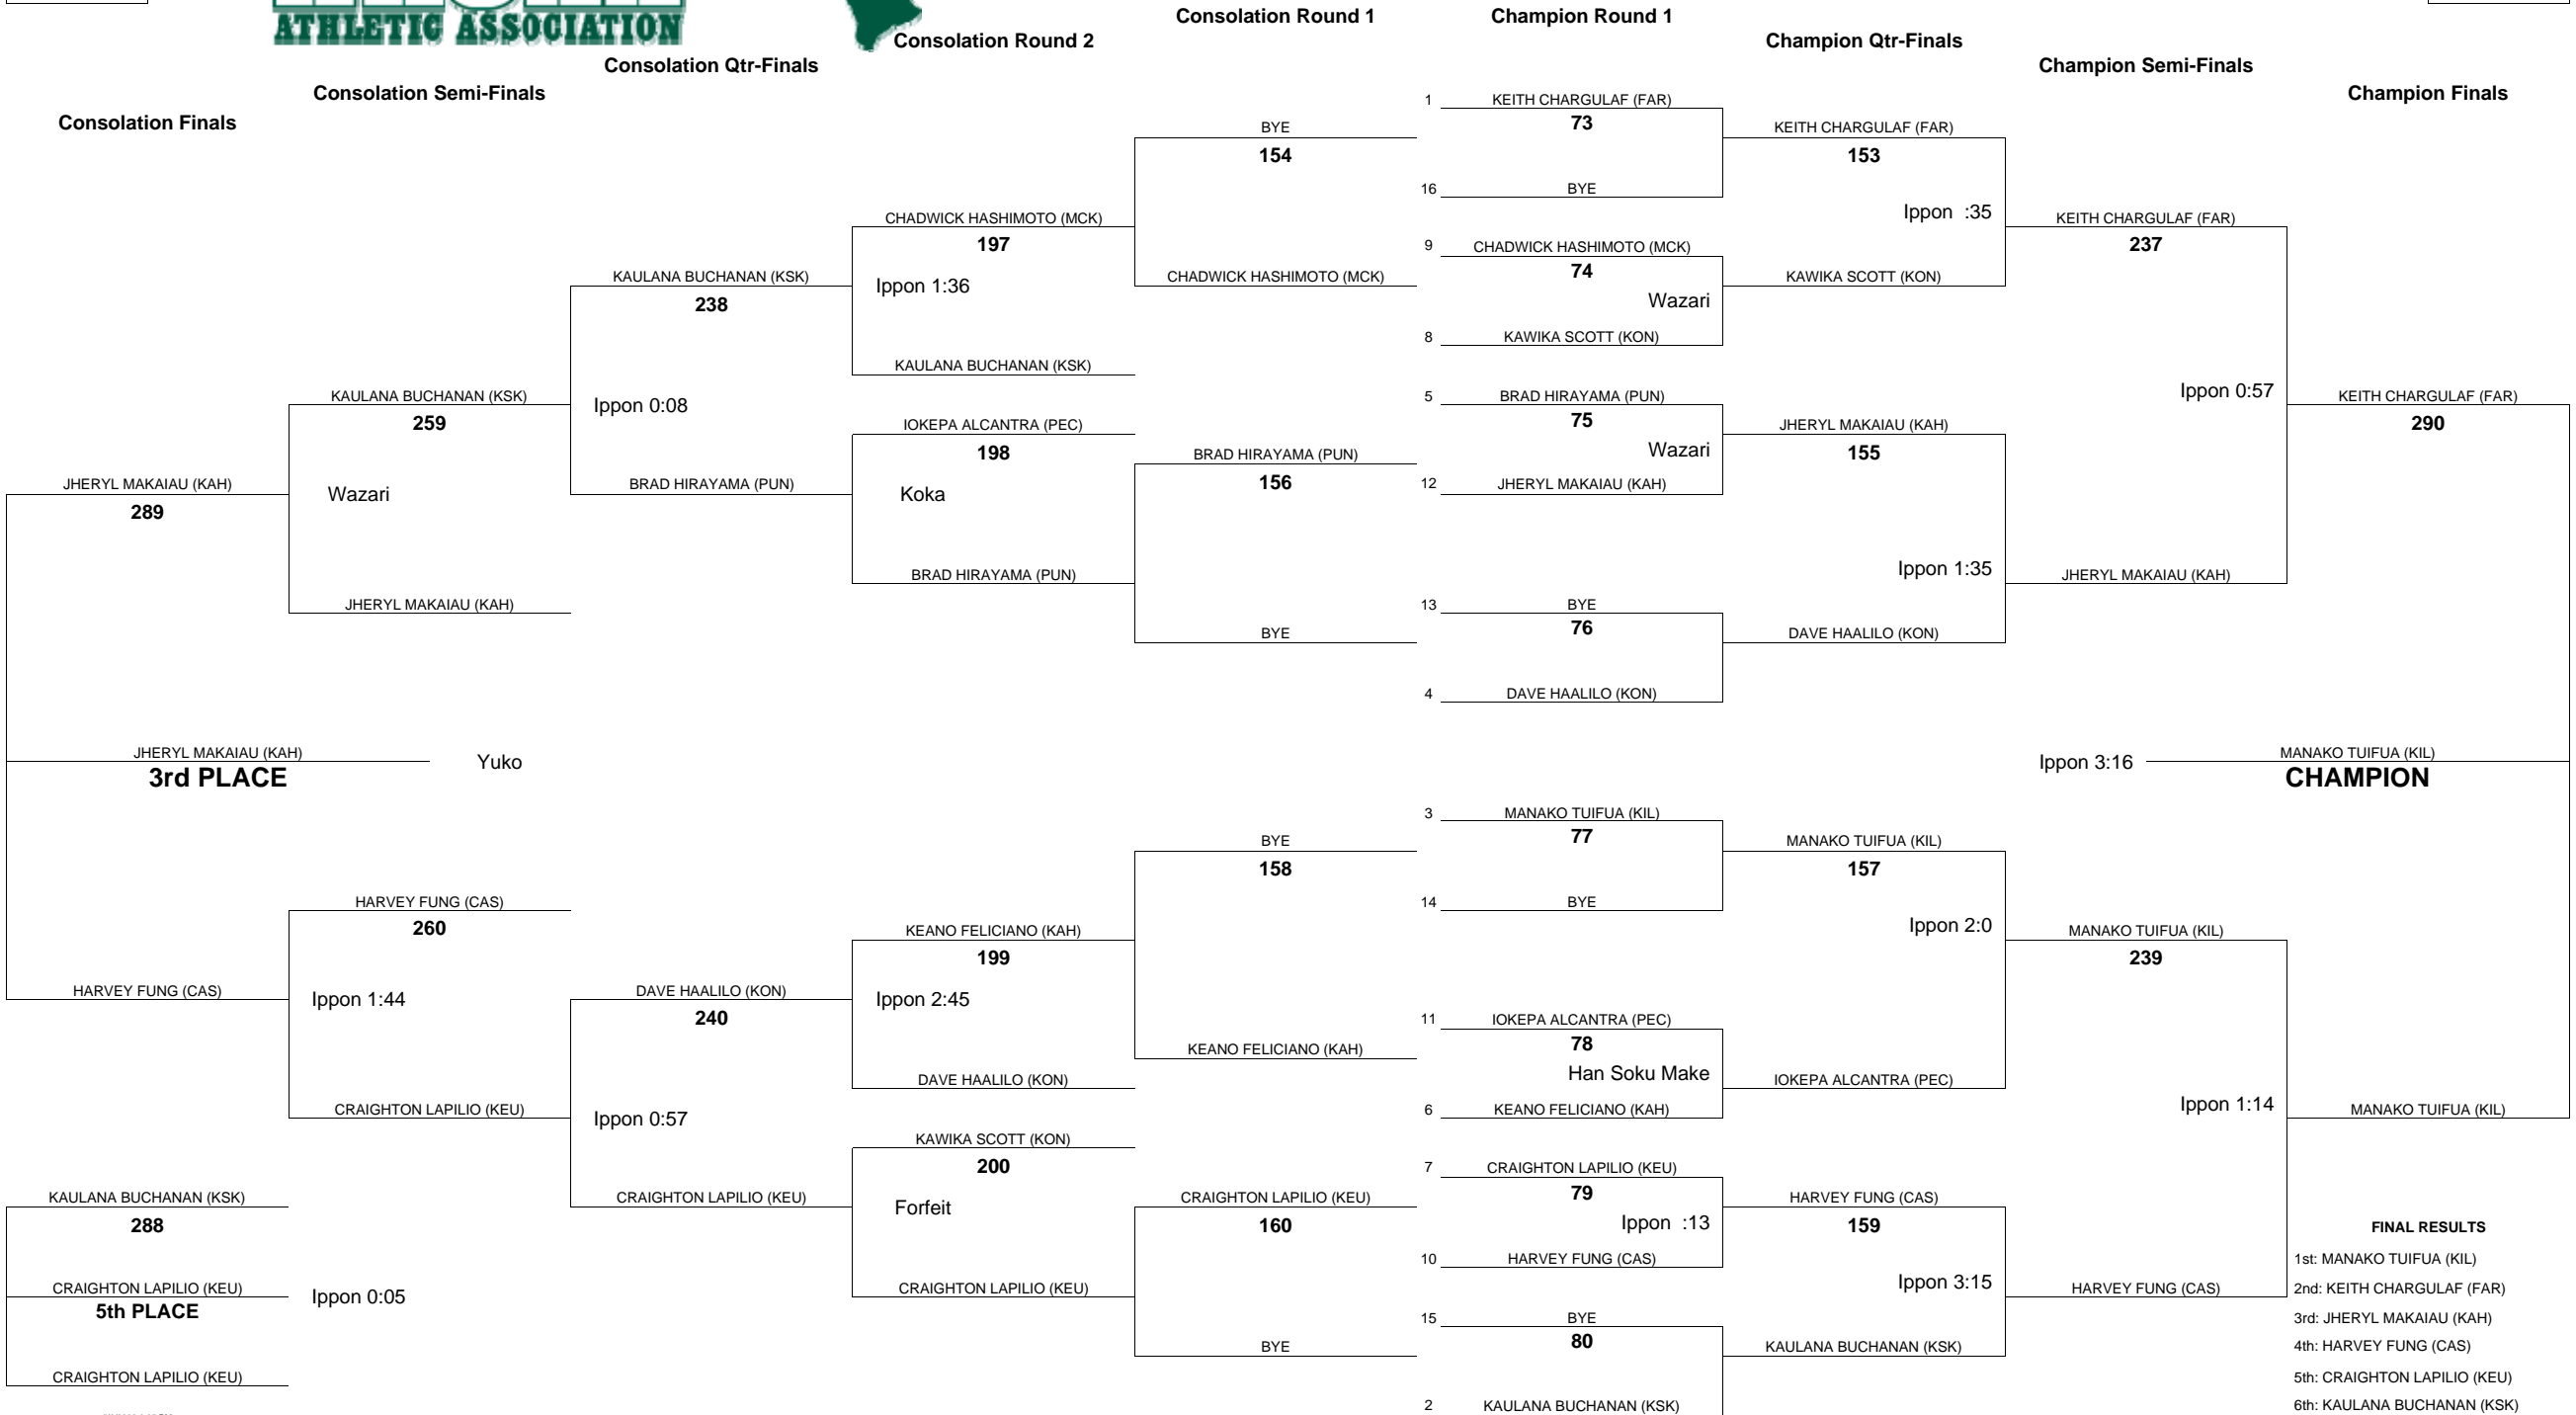 ATHLETIC ASSOCIATION
Consolation Round 1
Champion Round 1
Consolation Round 2
Champion Qtr-Finals
Consolation Qtr-Finals
Champion Semi-Finals
Consolation Semi-Finals
Champion Finals
Consolation Finals
1 KEITH CHARGULAF (FAR)
73
16 BYE
9 CHADWICK HASHIMOTO (MCK)
74
Wazari
8 KAWIKA SCOTT (KON)
5 BRAD HIRAYAMA (PUN)
75
Wazari
12 JHERYL MAKAIAU (KAH)
13 BYE
76
4 DAVE HAALILO (KON)
3 MANAKO TUIFUA (KIL)
77
14 BYE
11 IOKEPA ALCANTRA (PEC)
78
Han Soku Make
6 KEANO FELICIANO (KAH)
7 CRAIGHTON LAPILIO (KEU)
79
Ippon :13
10 HARVEY FUNG (CAS)
15 BYE
80
2 KAULANA BUCHANAN (KSK)
KEITH CHARGULAF (FAR)
153
Ippon :35
KAWIKA SCOTT (KON)
JHERYL MAKAIAU (KAH)
155
Ippon 1:35
DAVE HAALILO (KON)
MANAKO TUIFUA (KIL)
157
Ippon 2:0
IOKEPA ALCANTRA (PEC)
HARVEY FUNG (CAS)
159
Ippon 3:15
KAULANA BUCHANAN (KSK)
KEITH CHARGULAF (FAR)
237
Ippon 0:57
JHERYL MAKAIAU (KAH)
MANAKO TUIFUA (KIL)
239
Ippon 1:14
HARVEY FUNG (CAS)
KEITH CHARGULAF (FAR)
290
Ippon 3:16
MANAKO TUIFUA (KIL)
CHAMPION
MANAKO TUIFUA (KIL)
BYE
154
CHADWICK HASHIMOTO (MCK)
BRAD HIRAYAMA (PUN)
156
BYE
BYE
158
KEANO FELICIANO (KAH)
CRAIGHTON LAPILIO (KEU)
160
BYE
CHADWICK HASHIMOTO (MCK)
197
Ippon 1:36
KAULANA BUCHANAN (KSK)
IOKEPA ALCANTRA (PEC)
198
Koka
BRAD HIRAYAMA (PUN)
KEANO FELICIANO (KAH)
199
Ippon 2:45
DAVE HAALILO (KON)
KAWIKA SCOTT (KON)
200
Forfeit
CRAIGHTON LAPILIO (KEU)
KAULANA BUCHANAN (KSK)
238
Ippon 0:08
BRAD HIRAYAMA (PUN)
DAVE HAALILO (KON)
240
Ippon 0:57
CRAIGHTON LAPILIO (KEU)
KAULANA BUCHANAN (KSK)
259
Wazari
JHERYL MAKAIAU (KAH)
HARVEY FUNG (CAS)
260
Ippon 1:44
CRAIGHTON LAPILIO (KEU)
JHERYL MAKAIAU (KAH)
289
JHERYL MAKAIAU (KAH)
3rd PLACE
Yuko
HARVEY FUNG (CAS)
KAULANA BUCHANAN (KSK)
288
CRAIGHTON LAPILIO (KEU)
5th PLACE
Ippon 0:05
CRAIGHTON LAPILIO (KEU)
FINAL RESULTS
1st: MANAKO TUIFUA (KIL)
2nd: KEITH CHARGULAF (FAR)
3rd: JHERYL MAKAIAU (KAH)
4th: HARVEY FUNG (CAS)
5th: CRAIGHTON LAPILIO (KEU)
6th: KAULANA BUCHANAN (KSK)